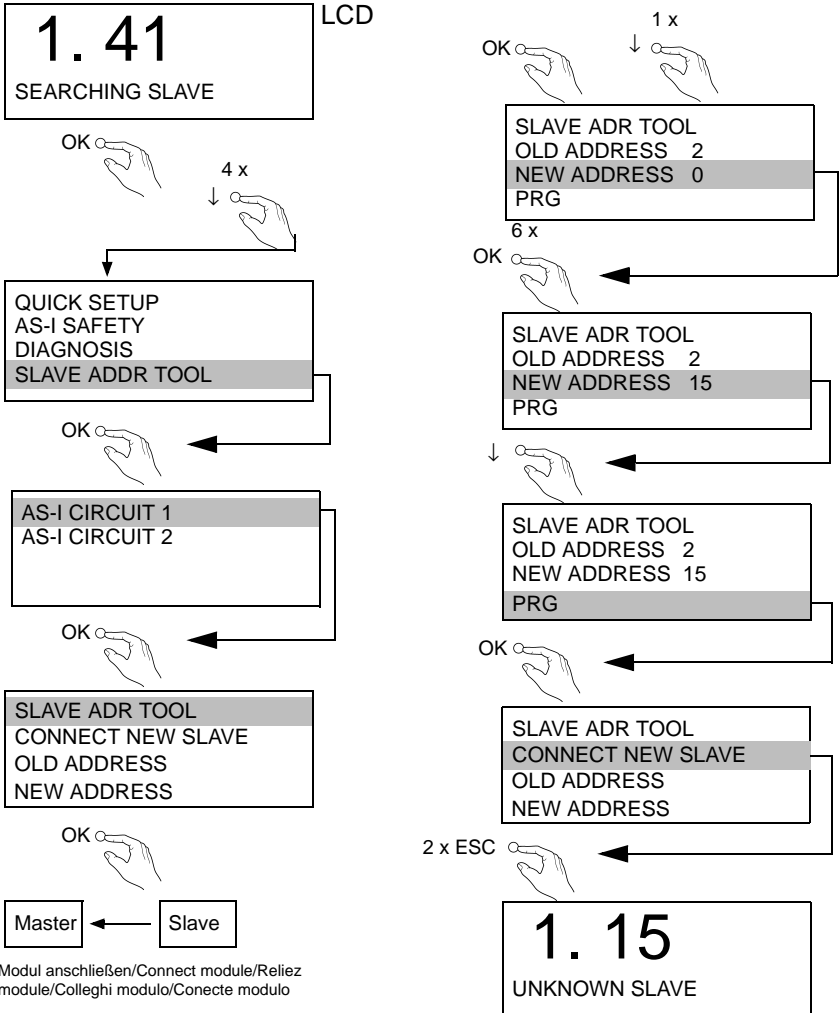 LCD
1. 41
SEARCHING SLAVE
OK
4 x
↓
QUICK SETUP
AS-I SAFETY
DIAGNOSIS
SLAVE ADDR TOOL
OK
AS-I CIRCUIT 1
AS-I CIRCUIT 2
OK
SLAVE ADR TOOL
CONNECT NEW SLAVE
OLD ADDRESS
NEW ADDRESS
OK
Master
Slave
Modul anschließen/Connect module/Reliez
module/Colleghi modulo/Conecte modulo
OK
1 x
↓
SLAVE ADR TOOL
OLD ADDRESS 2
NEW ADDRESS 0
PRG
6 x
OK
SLAVE ADR TOOL
OLD ADDRESS 2
NEW ADDRESS 15
PRG
↓
SLAVE ADR TOOL
OLD ADDRESS 2
NEW ADDRESS 15
PRG
OK
SLAVE ADR TOOL
CONNECT NEW SLAVE
OLD ADDRESS
NEW ADDRESS
2 x ESC
1. 15
UNKNOWN SLAVE